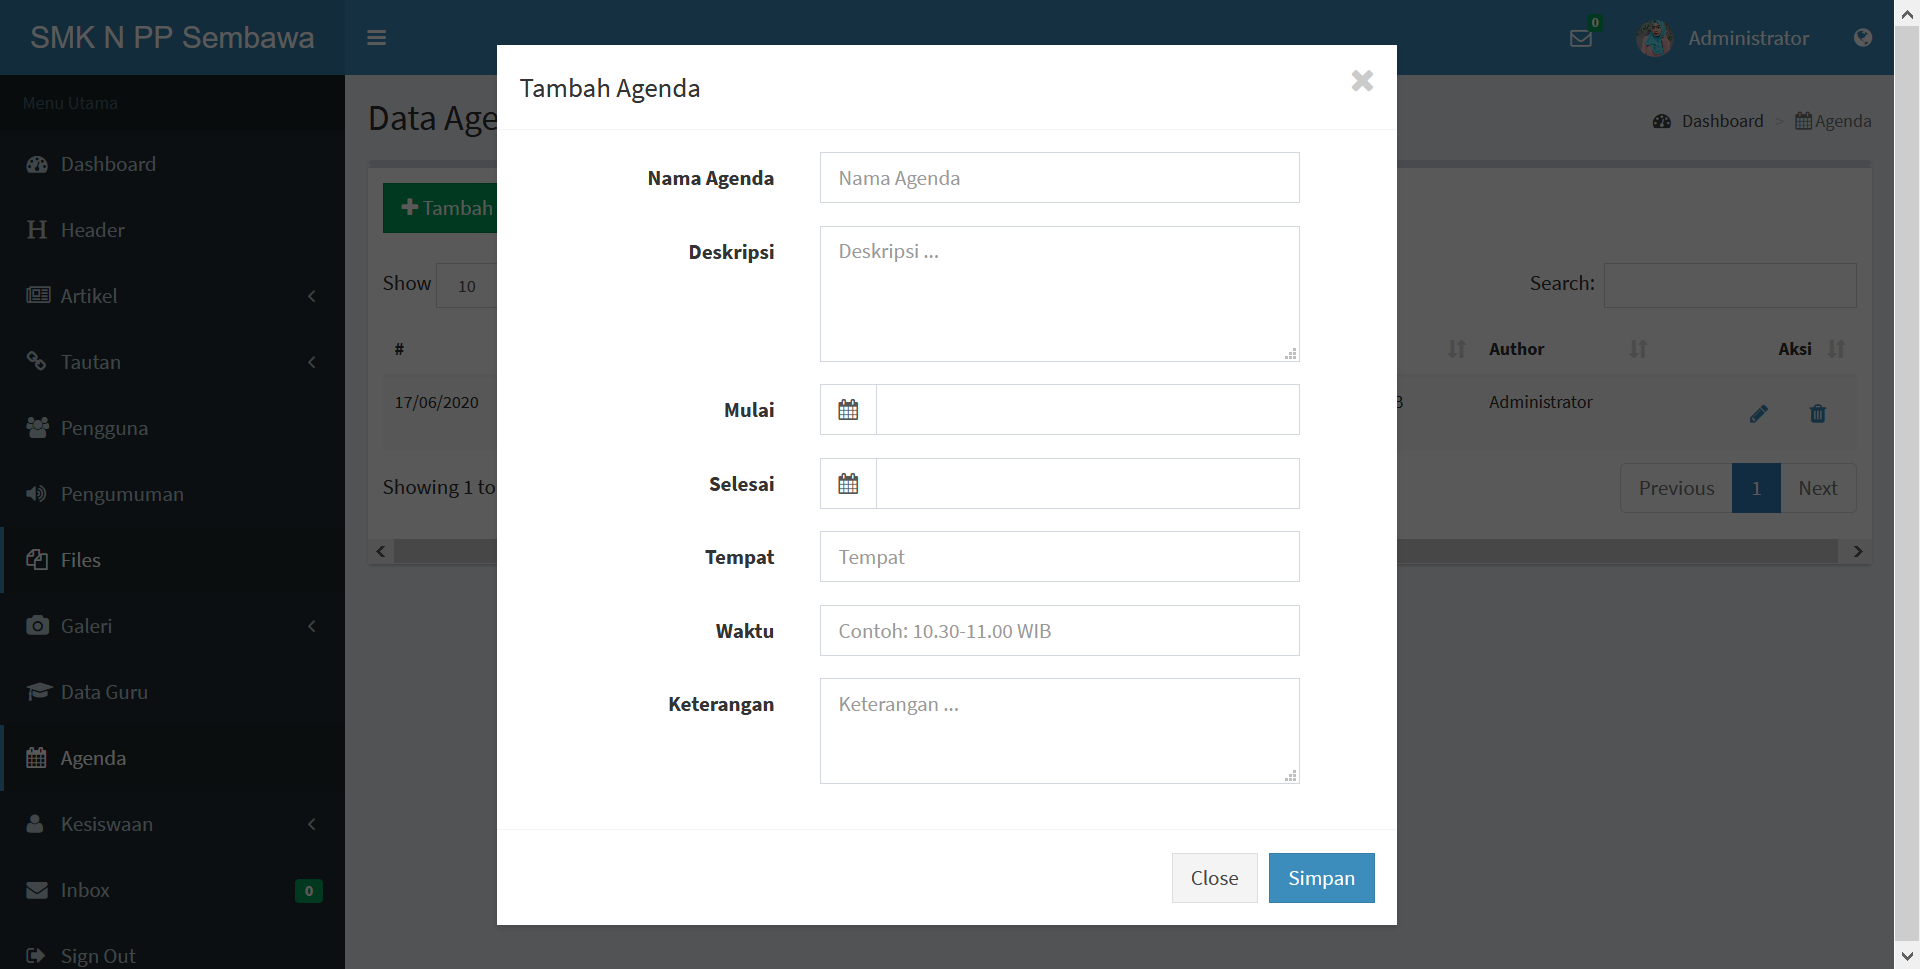 SMK N PP Sembawa
0
Administrator
Menu Utama
Dashboard
Header
Artikel
Tautan
Pengguna
Pengumuman
Files
Galeri
Data Guru
Agenda
Kesiswaan
Inbox 0
Sign Out
Data Age
Dashboard > Agenda
Tambah
Show 10
Search:
# Author Aksi
17/06/2020 Administrator
Showing 1 to
Previous 1 Next
Tambah Agenda
Nama Agenda Nama Agenda
Deskripsi Deskripsi ...
Mulai
Selesai
Tempat Tempat
Waktu Contoh: 10.30-11.00 WIB
Keterangan Keterangan ...
Close Simpan